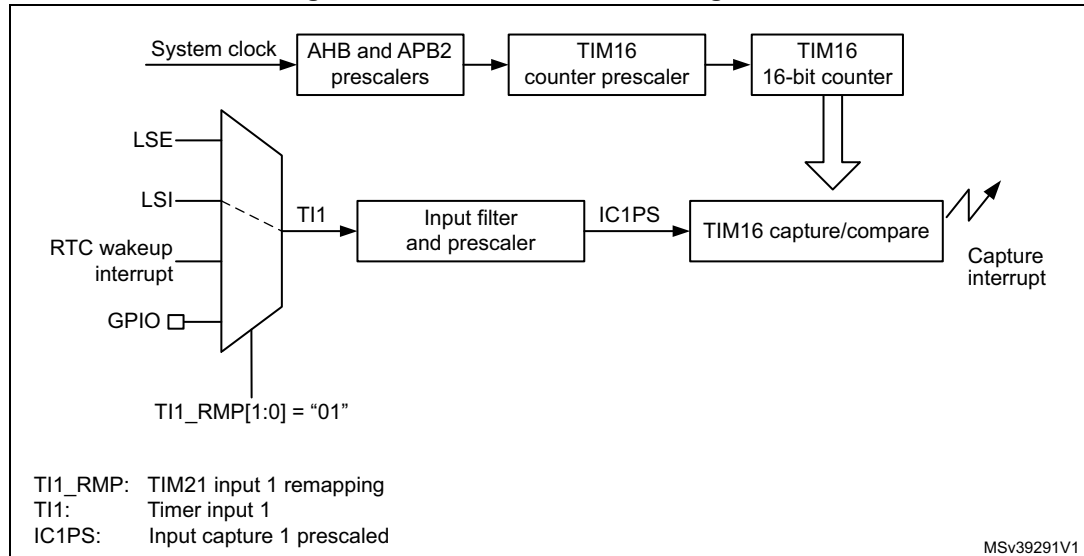 System clock
AHB and APB2
prescalers
TIM16
counter prescaler
TIM16
16-bit counter
LSE
LSI
RTC wakeup
interrupt
GPIO
TI1
Input filter
and prescaler
IC1PS
TIM16 capture/compare
Capture
interrupt
TI1_RMP[1:0] = “01”
TI1_RMP: TIM21 input 1 remapping
TI1: Timer input 1
IC1PS: Input capture 1 prescaled
MSv39291V1